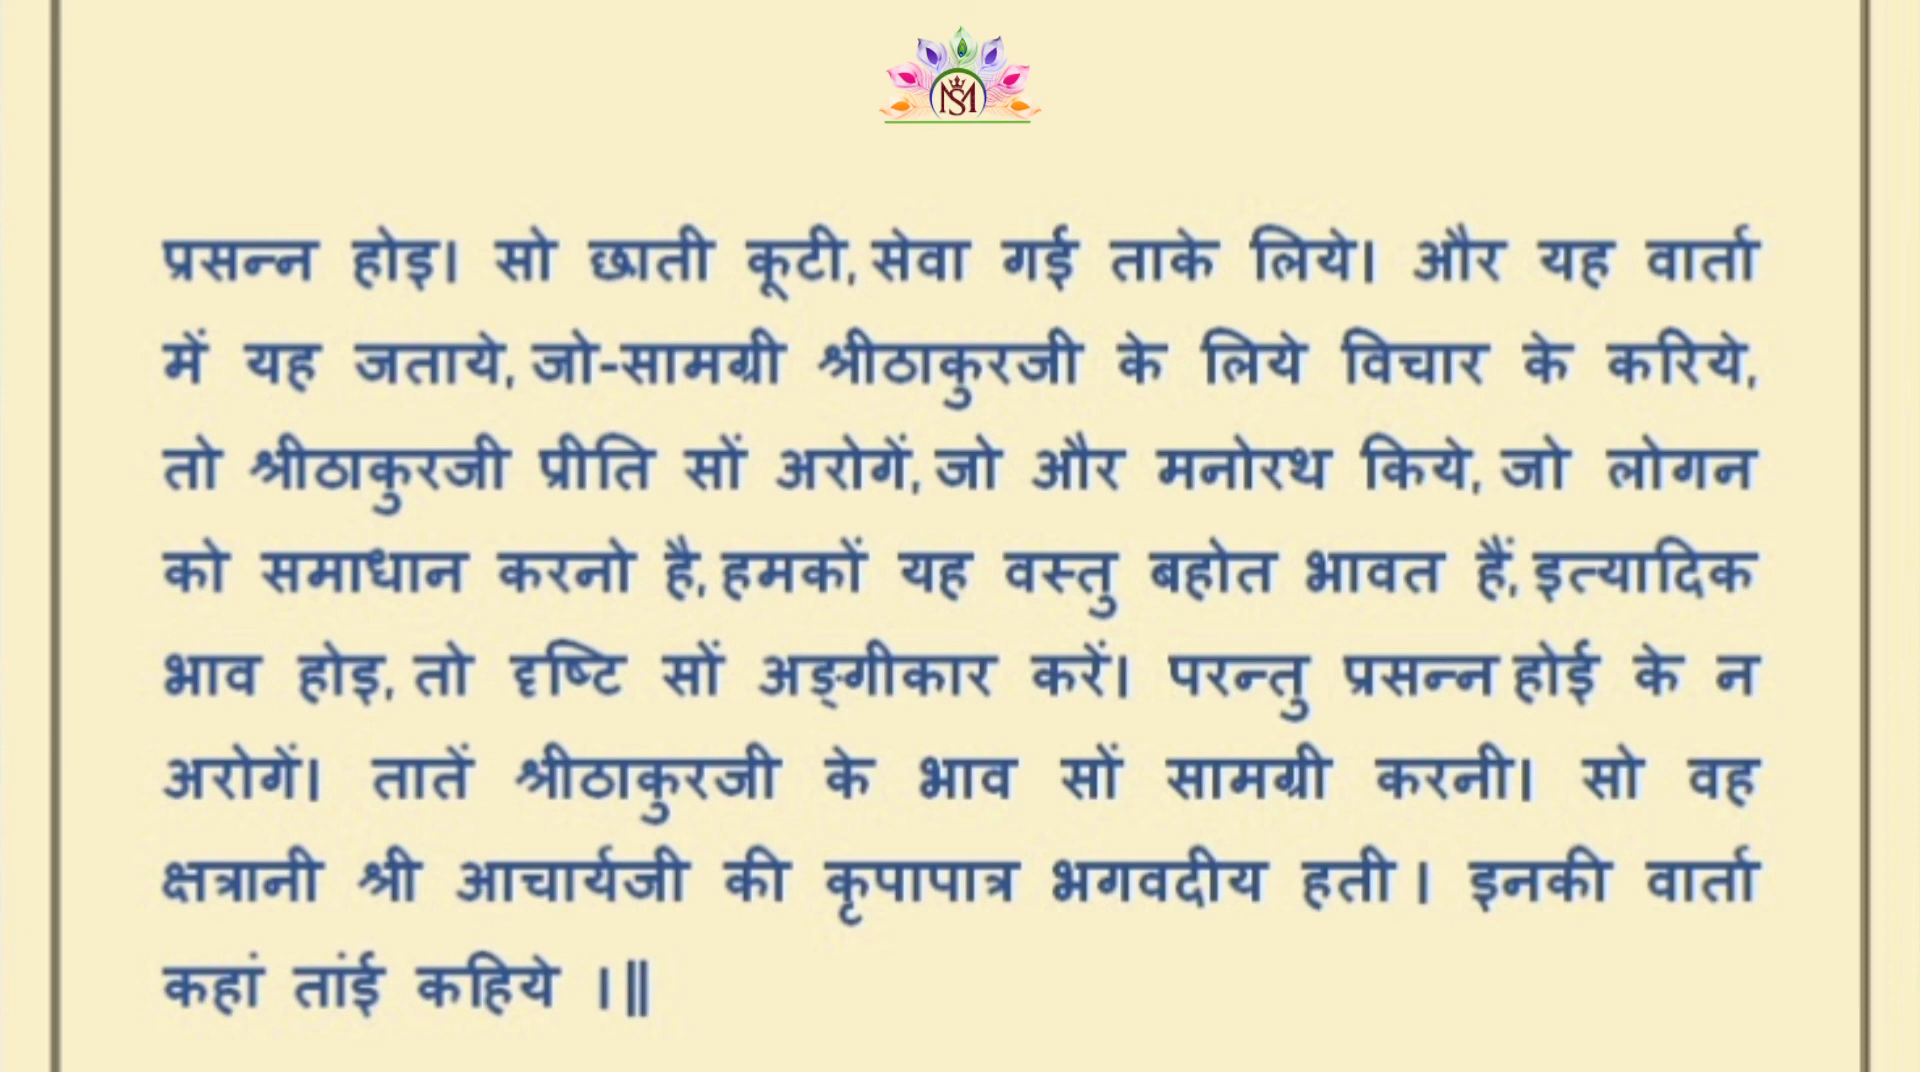 प्रसन्न होइ। सो छाती कूटी, सेवा गई ताके लिये। और यह वार्ता
में यह जताये, जो-सामग्री श्रीठाकुरजी के लिये विचार के करिये,
तो श्रीठाकुरजी प्रीति सों अरोगें, जो और मनोरथ किये, जो लोगन
को समाधान करनो है, हमकों यह वस्तु बहोत भावत हैं, इत्यादिक
भाव होइ, तो दृष्टि सों अङ्गीकार करें। परन्तु प्रसन्न होई के न
अरोगें। तातें श्रीठाकुरजी के भाव सों सामग्री करनी। सो वह
क्षत्रानी श्री आचार्यजी की कृपापात्र भगवदीय हती । इनकी वार्ता
कहां तांई कहिये ।॥